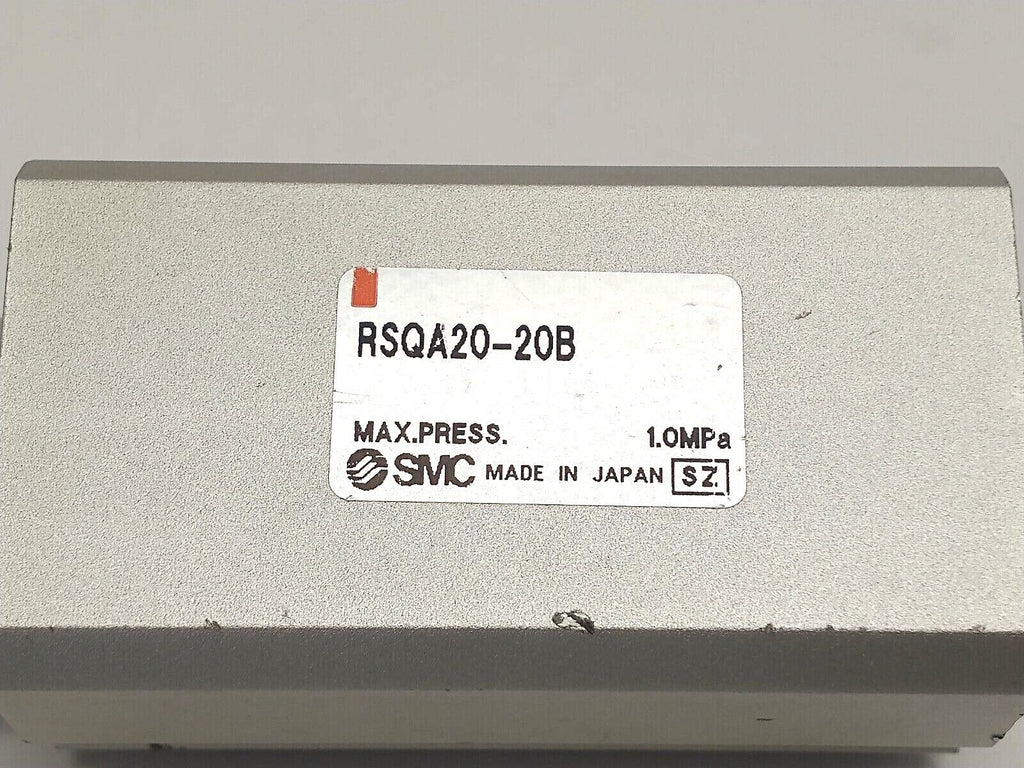 RSQA20-20B
MAX.PRESS. 1.0MPa
SMC MADE IN JAPAN SZ